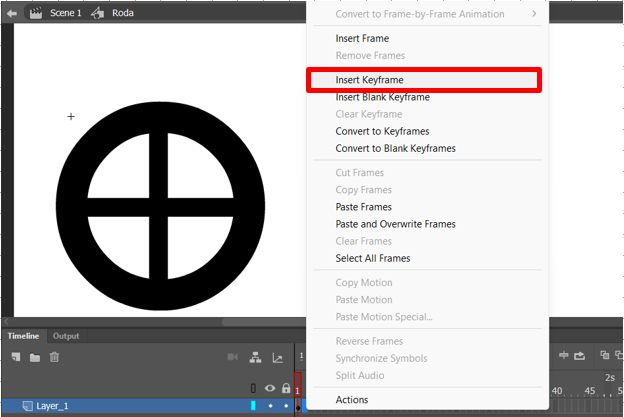 Scene 1 Roda
Convert to Frame-by-Frame Animation
Insert Frame
Remove Frames
Insert Keyframe
Insert Blank Keyframe
Clear Keyframe
Convert to Keyframes
Convert to Blank Keyframes
Cut Frames
Copy Frames
Paste Frames
Paste and Overwrite Frames
Clear Frames
Select All Frames
Copy Motion
Paste Motion
Paste Motion Special...
Reverse Frames
Synchronize Symbols
Split Audio
Actions
Timeline Output
1
2s
1 40 45 5
Layer_1